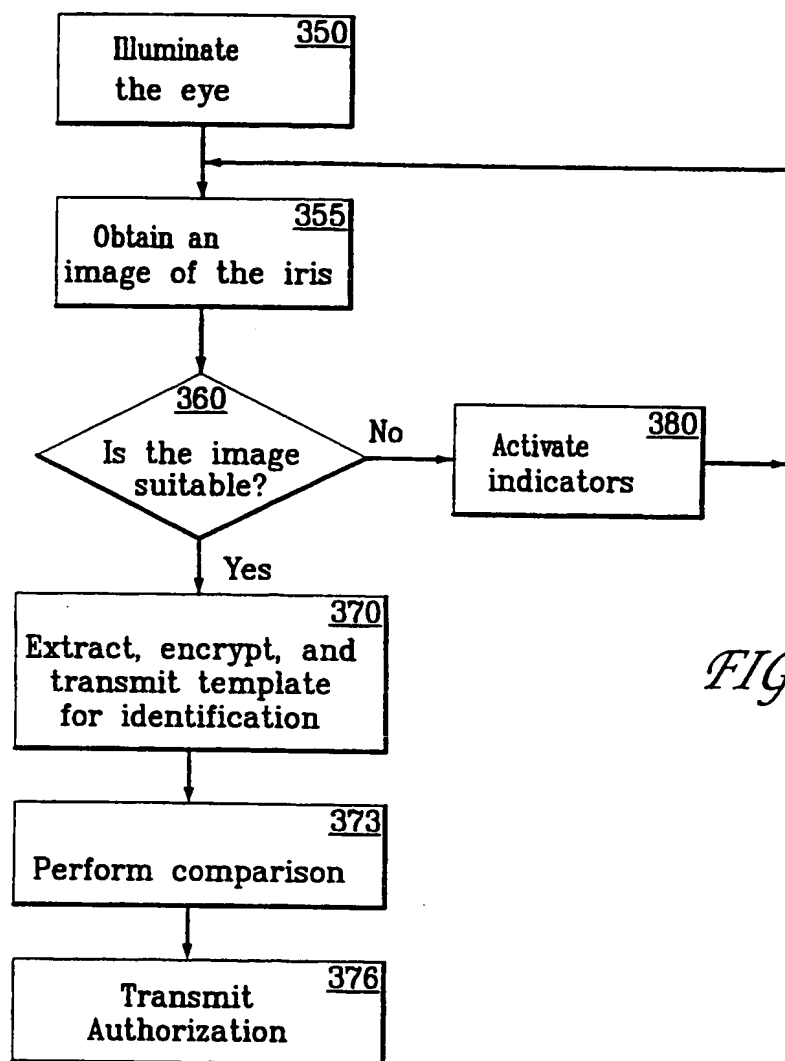 350
Illuminate
the eye
355
Obtain an
image of the iris
360
Is the image
suitable?
No
380
Activate
indicators
Yes
370
Extract, encrypt, and
transmit template
for identification
FIG
373
Perform comparison
376
Transmit
Authorization